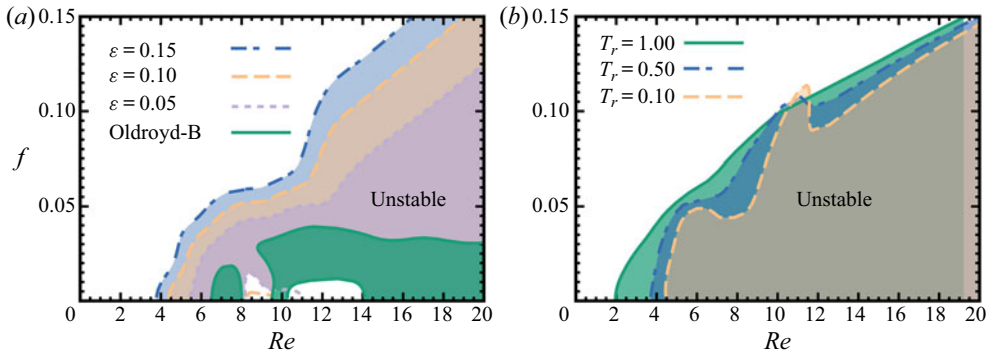 (a)
(b)
0.15
0.10
f
0.05
ε = 0.15
ε = 0.10
ε = 0.05
Oldroyd-B
Unstable
0 2 4 6 8 10 12 14 16 18 20
Re
0.15
0.10
0.05
T_r = 1.00
T_r = 0.50
T_r = 0.10
Unstable
0 2 4 6 8 10 12 14 16 18 20
Re